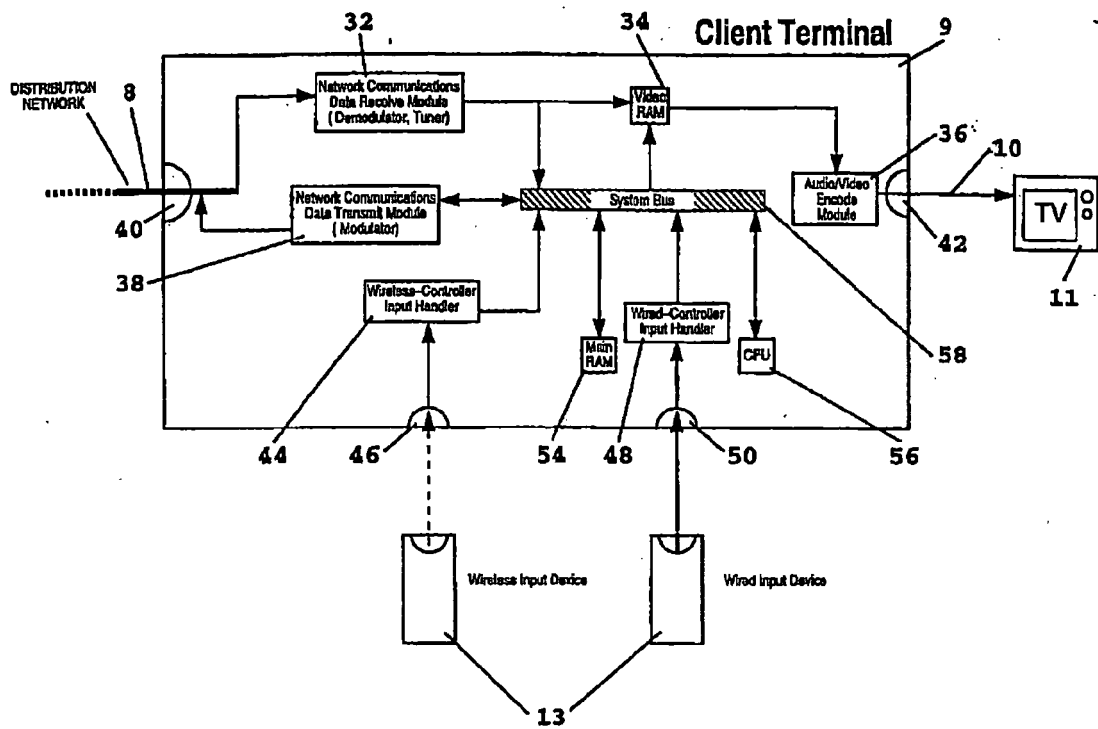 32
34
Client Terminal
9
DISTRIBUTION
NETWORK
8
Network Communications
Data Receive Module
( Demodulator, Tuner)
Video
RAM
36
10
Audio/Video
Encode
Module
TV
40
Network Communications
Data Transmit Module
( Modulator)
System Bus
42
11
38
Wireless-Controller
Input Handler
Wired-Controller
Input Handler
Main
RAM
CPU
58
44
46
54
48
50
56
Wireless Input Device
Wired Input Device
13